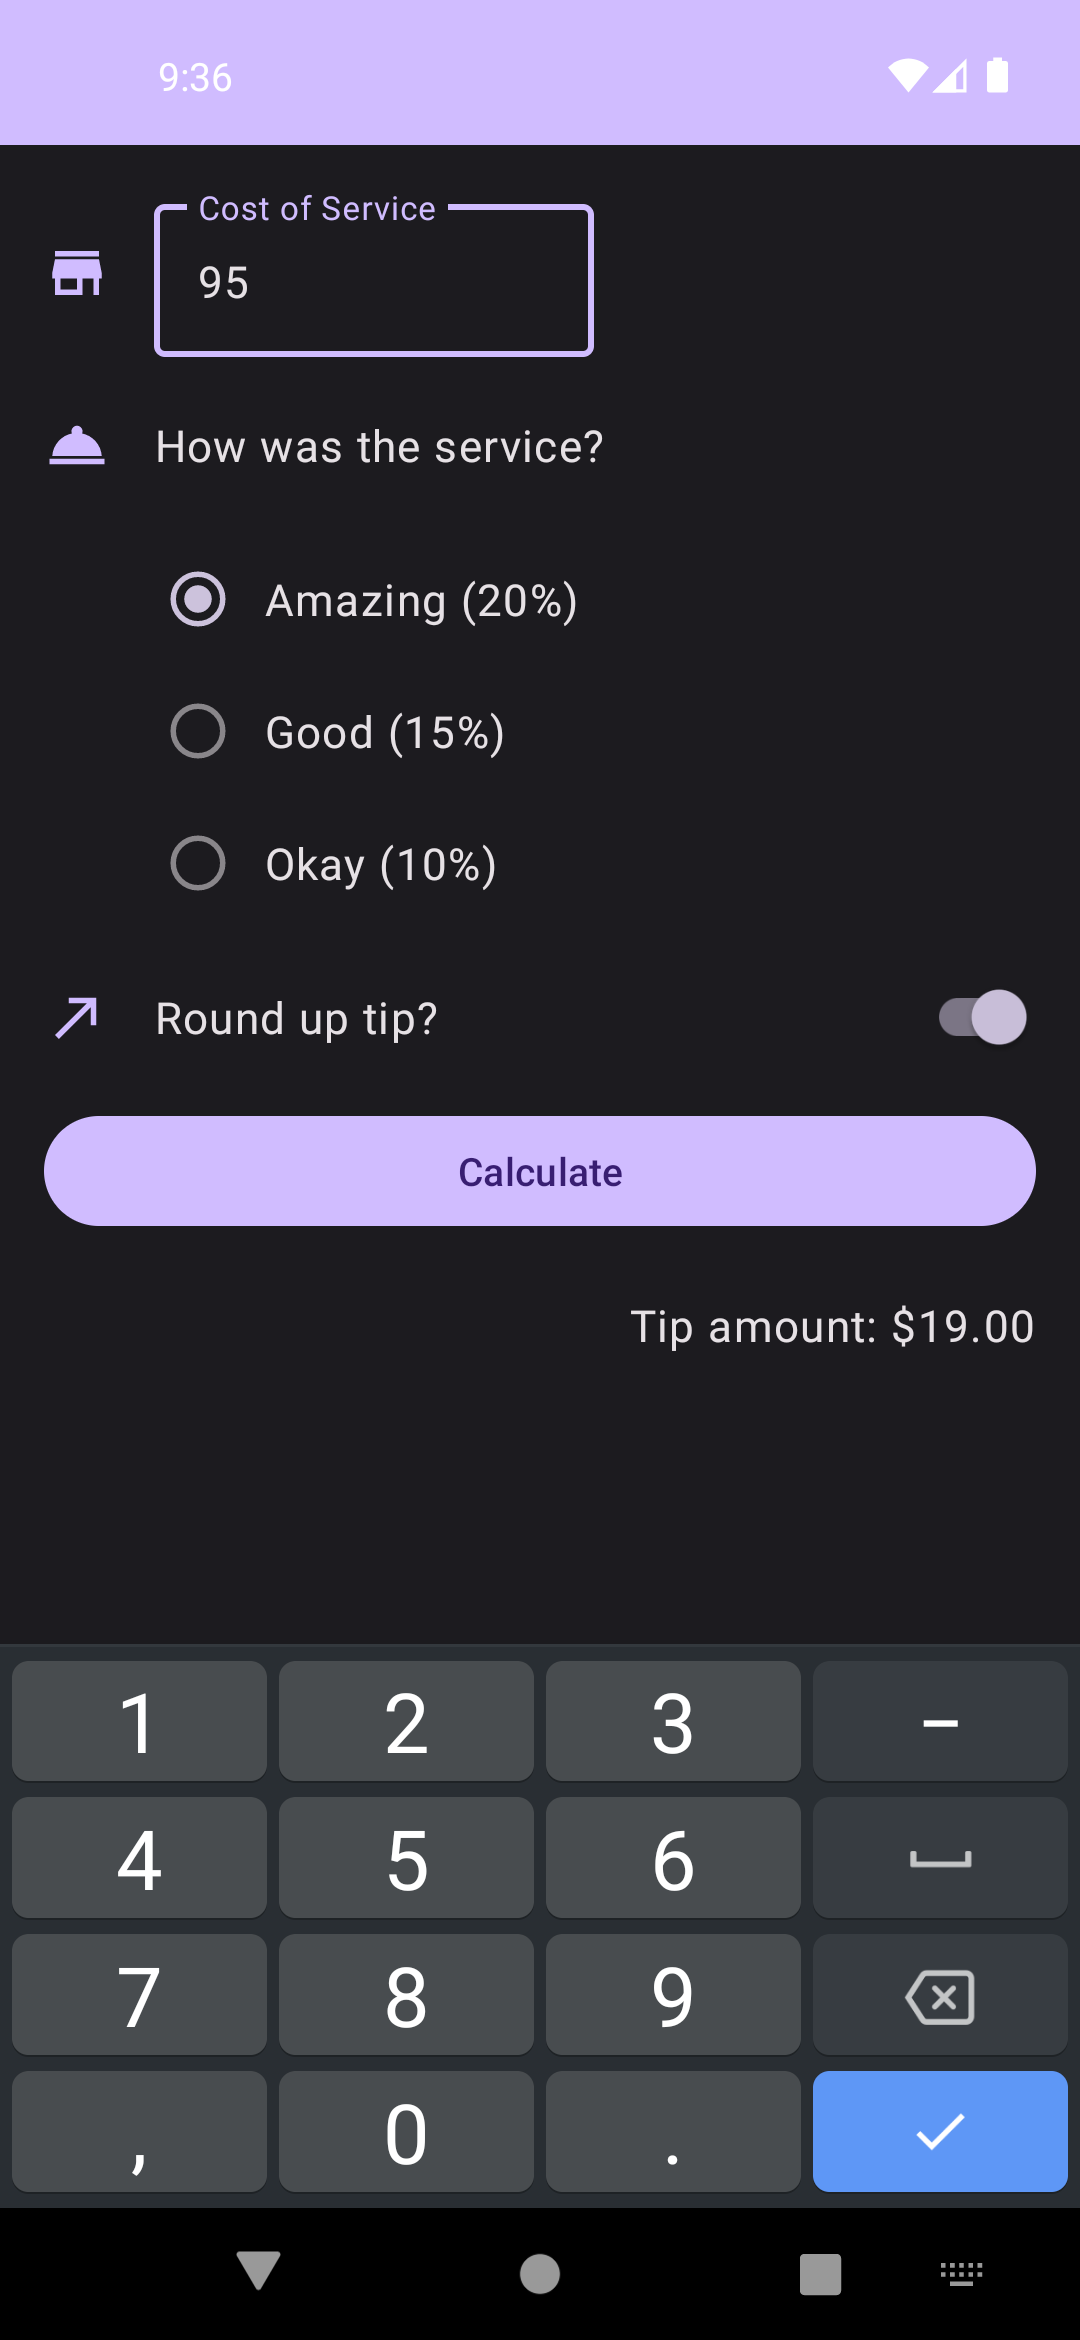 9:36
Cost of Service
95
How was the service?
Amazing (20%)
Good (15%)
Okay (10%)
Round up tip?
Calculate
Tip amount: $19.00
1 2 3 –
4 5 6
7 8 9
, 0 .